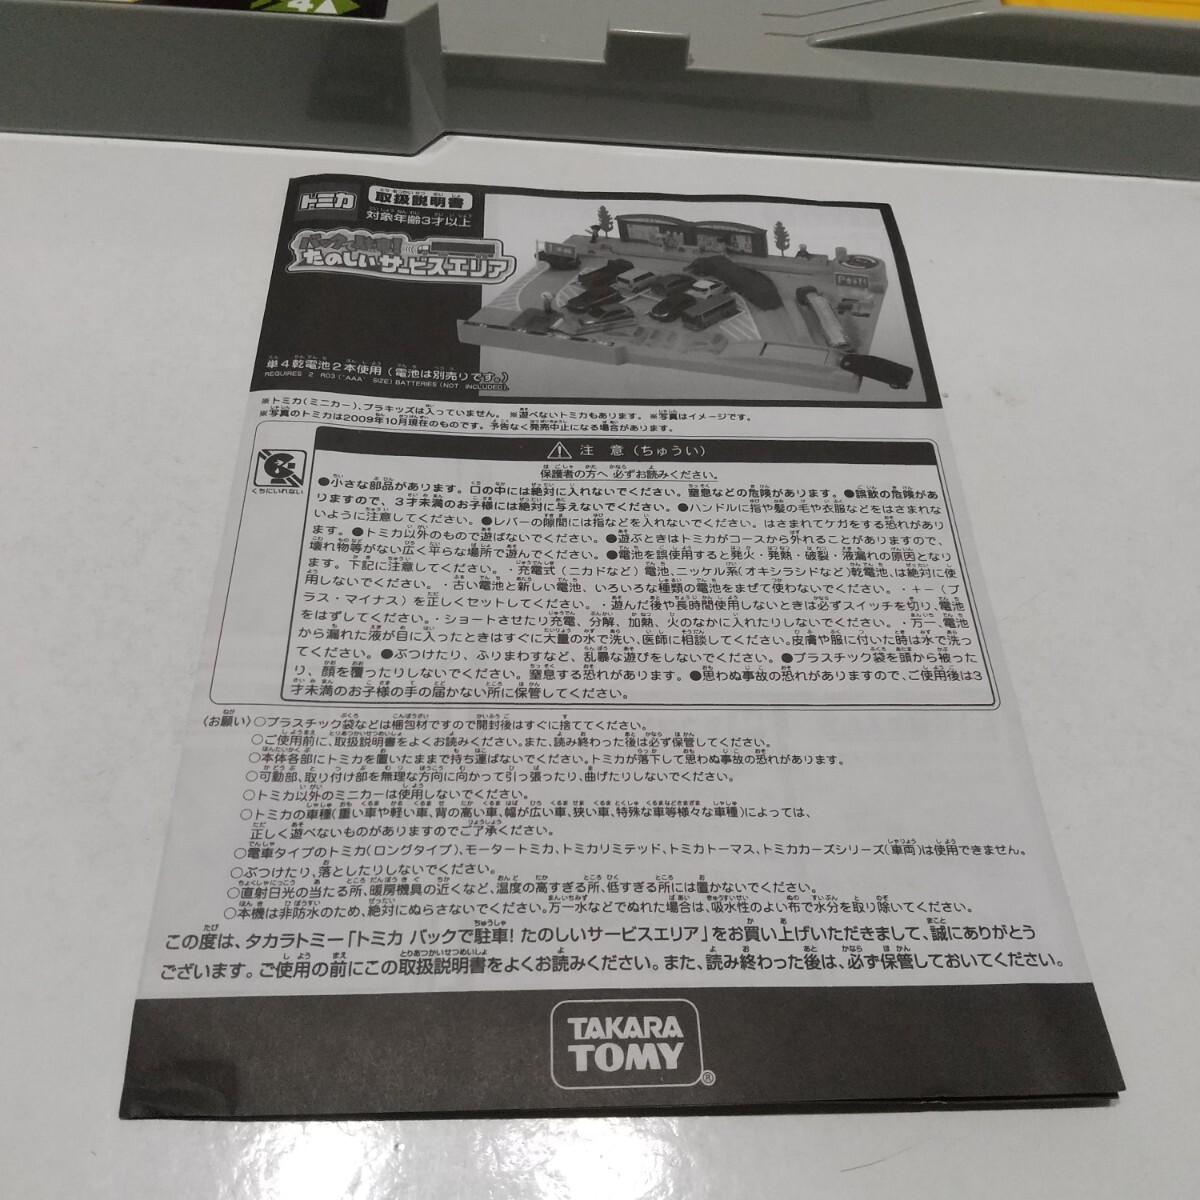 4
トミカ
取扱説明書
対象年齢3才以上
バックで駐車!
たのしいサービスエリア
単4乾電池2本使用(電池は別売りです。)
REQUIRES 2 R03 ("AAA" SIZE) BATTERIES (NOT INCLUDED).
※トミカ(ミニカー)、プラキッズは入っていません。※遊べないトミカもあります。※写真はイメージです。
※写真のトミカは2009年10月現在のものです。予告なく発売中止になる場合があります。
くちにいれない
注意(ちゅうい)
保護者の方へ 必ずお読みください。
●小さな部品があります。口の中には絶対に入れないでください。窒息などの危険があります。●誤飲の危険があ
りますので、3才未満のお子様には絶対に与えないでください。●ハンドルに指や髪の毛や衣服などをはさまれな
いように注意してください。●レバーの隙間には指などを入れないでください。はさまれてケガをする恐れがあり
ます。●トミカ以外のもので遊ばないでください。●遊ぶときはトミカがコースから外れることがありますので、
壊れ物等がない広く平らな場所で遊んでください。●電池を誤使用すると発火・発熱・破裂・液漏れの原因となり
ます。下記に注意してください。・充電式(ニカドなど)電池、ニッケル系(オキシライドなど)乾電池、は絶対に使
用しないでください。・古い電池と新しい電池、いろいろな種類の電池をまぜて使わないでください。・+−(プ
ラス・マイナス)を正しくセットしてください。・遊んだ後や長時間使用しないときは必ずスイッチを切り、電池
をはずしてください。・ショートさせたり充電、分解、加熱、火のなかに入れたりしないでください。・万一、電池
から漏れた液が目に入ったときはすぐに大量の水で洗い、医師に相談してください。皮膚や服に付いた時は水で洗っ
てください。●ぶつけたり、ふりまわすなど、乱暴な遊びをしないでください。●プラスチック袋を頭から被った
り、顔を覆ったりしないでください。窒息する恐れがあります。●思わぬ事故の恐れがありますので、ご使用後は3
才未満のお子様の手の届かない所に保管してください。
(お願い)○プラスチック袋などは梱包材ですので開封後はすぐに捨ててください。
○ご使用前に、取扱説明書をよくお読みください。また、読み終わった後は必ず保管してください。
○本体各部にトミカを置いたままで持ち運ばないでください。トミカが落下して思わぬ事故の恐れがあります。
○可動部、取り付け部を無理な方向に向かって引っ張ったり、曲げたりしないでください。
○トミカ以外のミニカーは使用しないでください。
○トミカの車種(重い車や軽い車、背の高い車、幅が広い車、狭い車、特殊な車等様々な車種)によっては、
正しく遊べないものがありますのでご了承ください。
○電車タイプのトミカ(ロングタイプ)、モータートミカ、トミカリミテッド、トミカトーマス、トミカカーズシリーズ(車両)は使用できません。
○ぶつけたり、落としたりしないでください。
○直射日光の当たる所、暖房機具の近くなど、温度の高すぎる所、低すぎる所には置かないでください。
○本機は非防水のため、絶対にぬらさないでください。万一水などでぬれた場合は、吸水性のよい布で水分を取り除いてください。
この度は、タカラトミー「トミカ バックで駐車! たのしいサービスエリア」をお買い上げいただきまして、誠にありがとう
ございます。ご使用の前にこの取扱説明書をよくお読みください。また、読み終わった後は、必ず保管しておいてください。
TAKARA
TOMY®